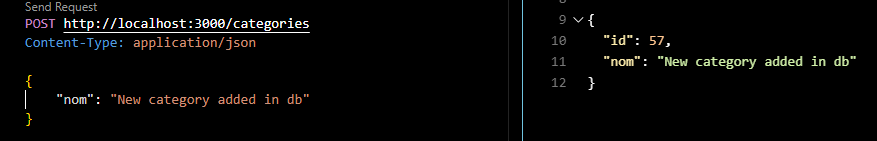 Send Request
POST http://localhost:3000/categories
Content-Type: application/json
{
"nom": "New category added in db"
}
9 {
10 "id": 57,
11 "nom": "New category added in db"
12 }